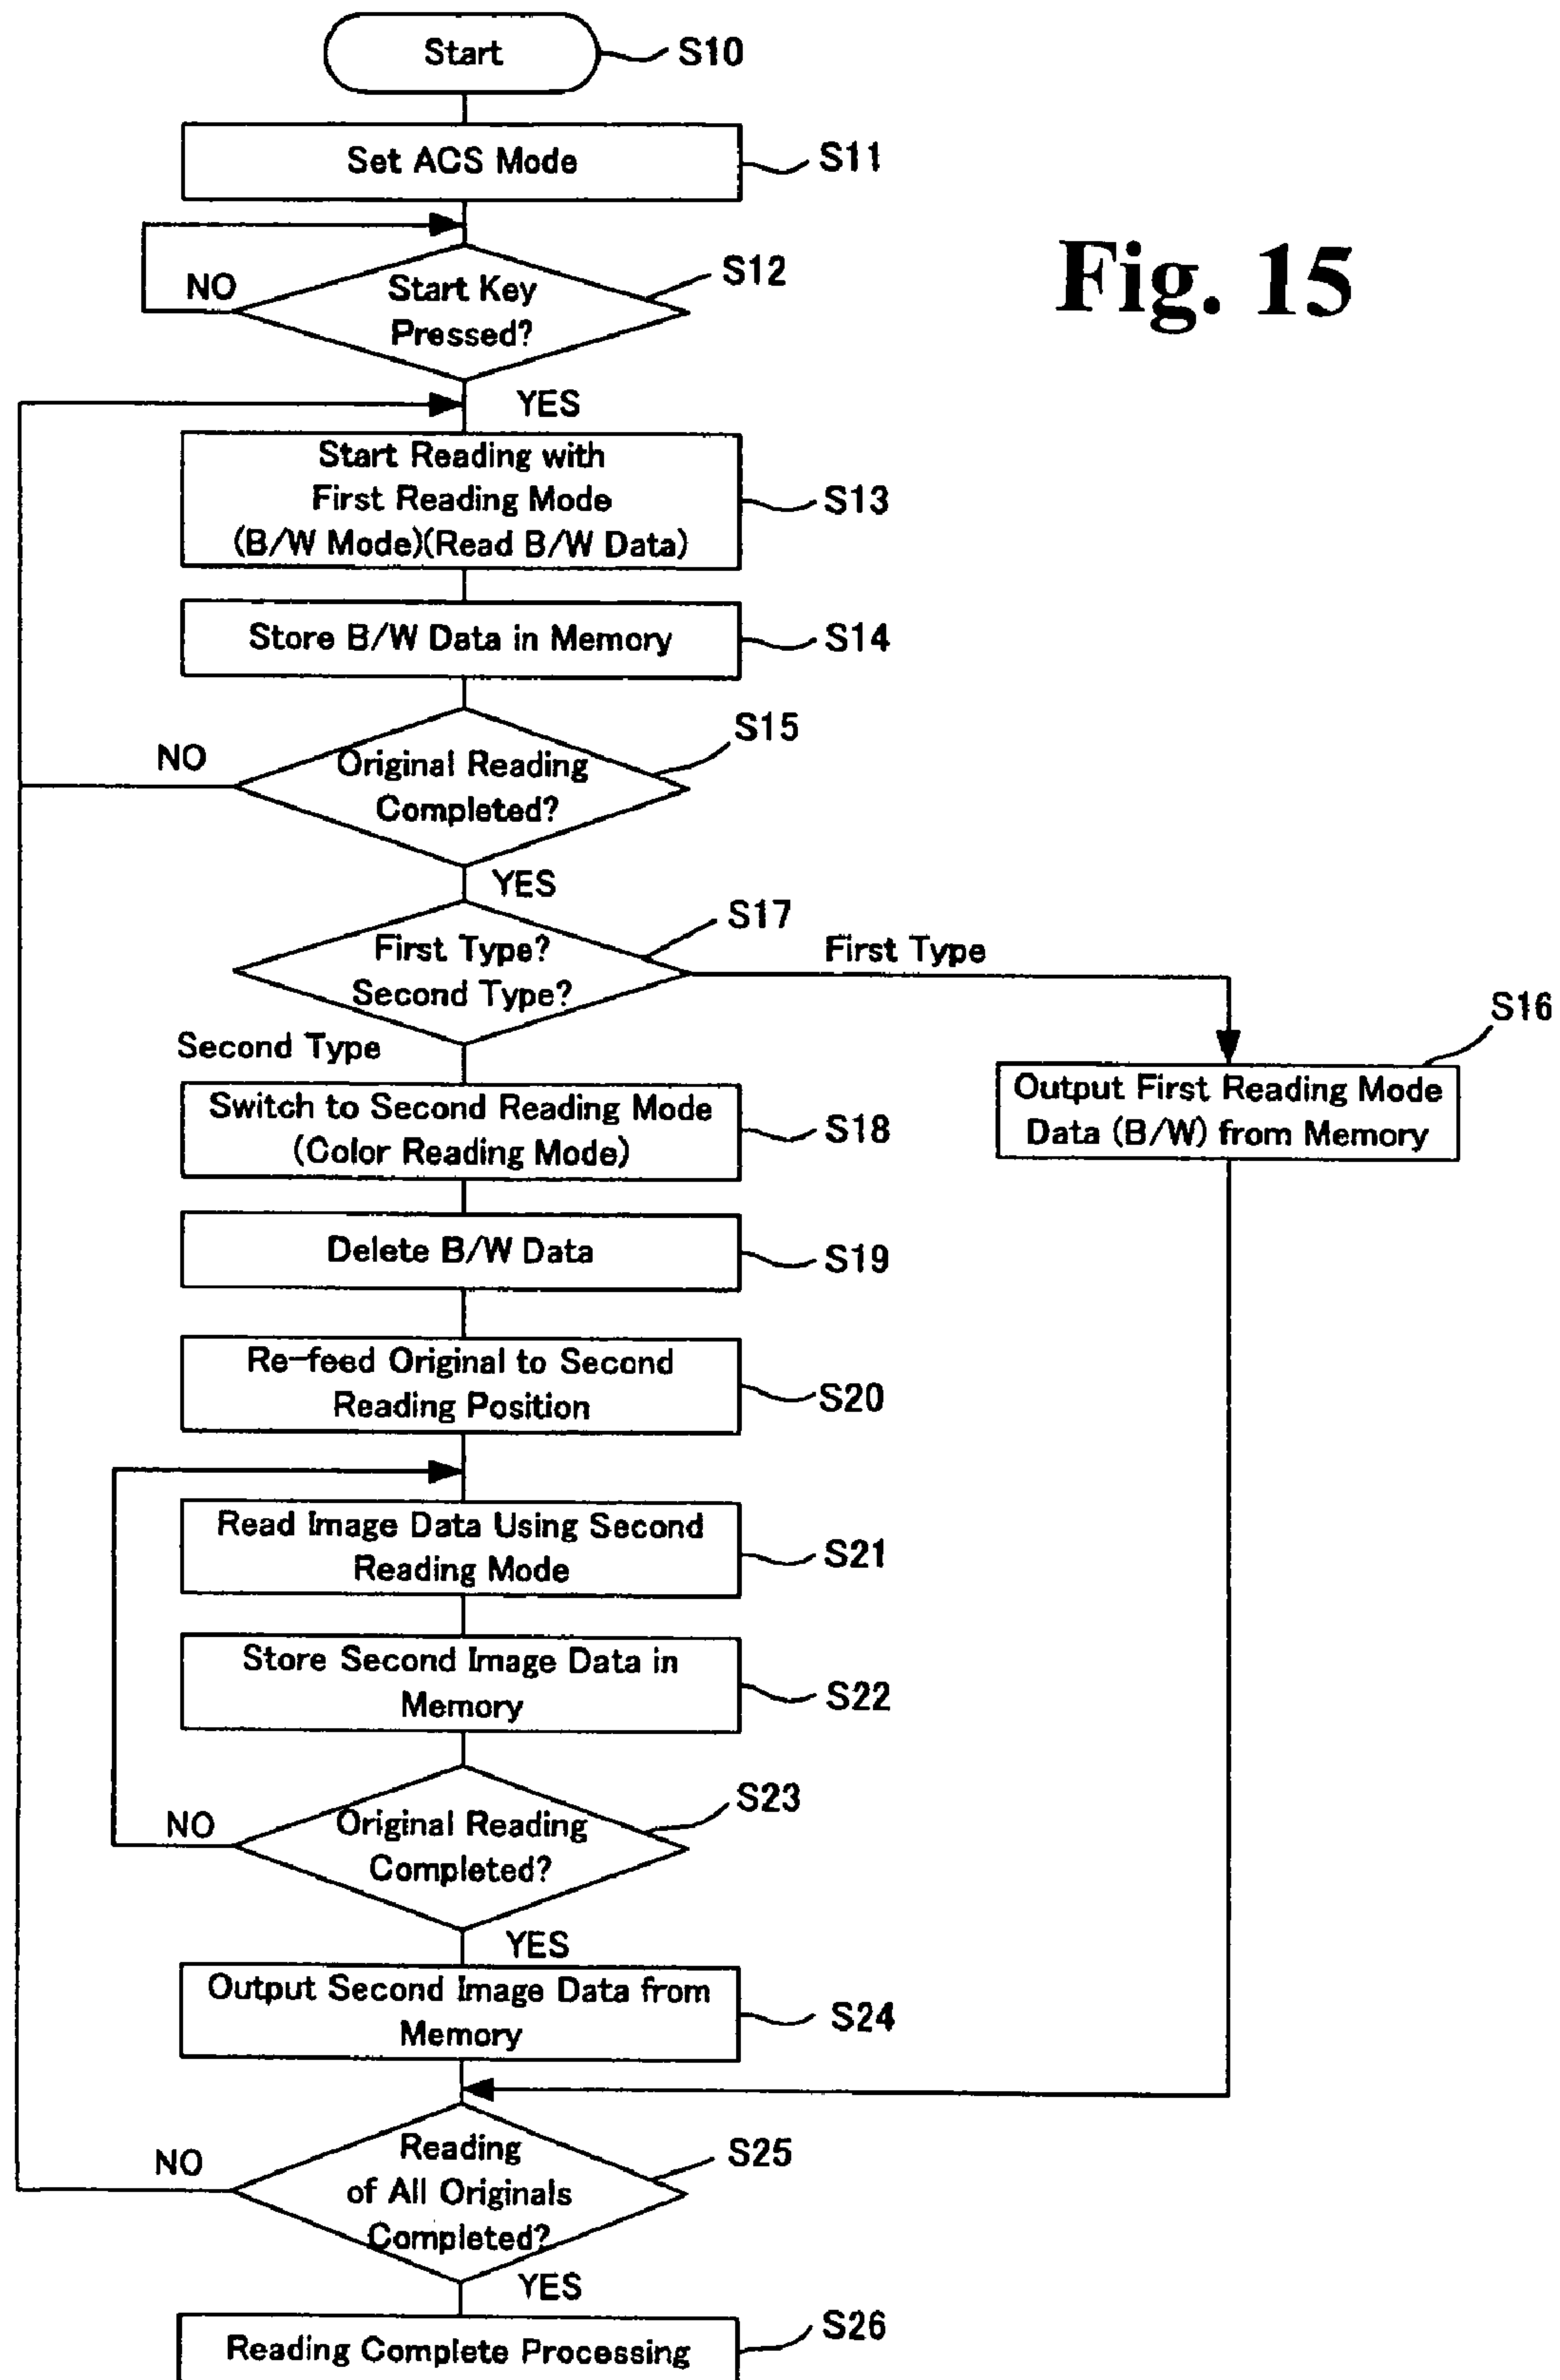 Start
S10
Set ACS Mode
S11
Fig. 15
NO
Start Key
Pressed?
S12
YES
Start Reading with
First Reading Mode
(B/W Mode)(Read B/W Data)
S13
Store B/W Data in Memory
S14
NO
Original Reading
Completed?
S15
YES
First Type?
Second Type?
S17
First Type
Second Type
S16
Output First Reading Mode
Data (B/W) from Memory
Switch to Second Reading Mode
(Color Reading Mode)
S18
Delete B/W Data
S19
Re-feed Original to Second
Reading Position
S20
Read Image Data Using Second
Reading Mode
S21
Store Second Image Data in
Memory
S22
NO
Original Reading
Completed?
S23
YES
Output Second Image Data from
Memory
S24
NO
Reading
of All Originals
Completed?
S25
YES
Reading Complete Processing
S26